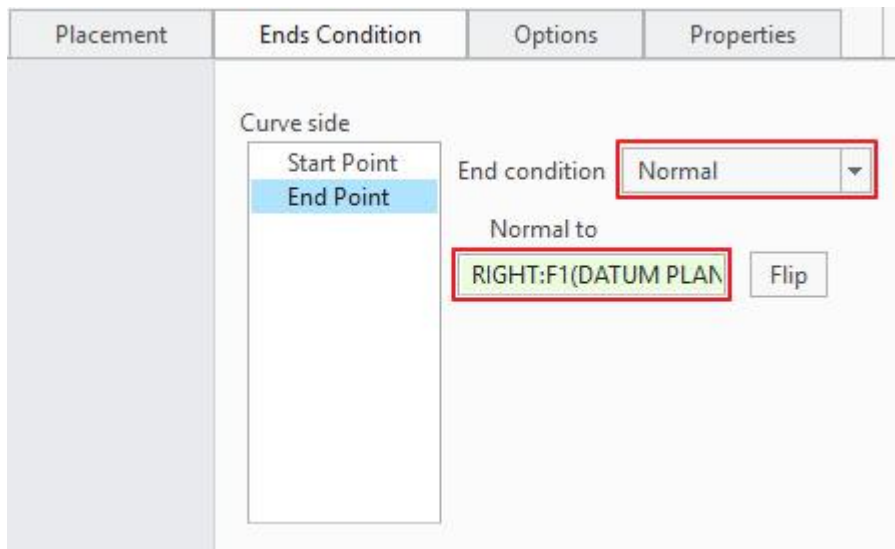 Placement Ends Condition Options Properties
Curve side
Start Point
End Point
End condition Normal
Normal to
RIGHT:F1(DATUM PLAN Flip